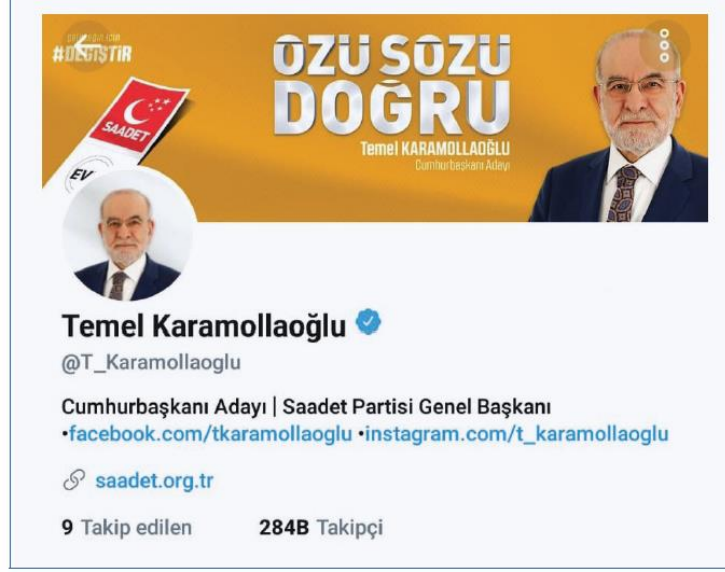 #DEĞİŞTİR
ÖZÜ SÖZÜ
DOĞRU
Temel KARAMOLLAOĞLU
Cumhurbaşkanı Adayı
SAADET
EV
Temel Karamollaoğlu
@T_Karamollaoglu
Cumhurbaşkanı Adayı | Saadet Partisi Genel Başkanı
•facebook.com/tkaramollaoglu •instagram.com/t_karamollaoglu
saadet.org.tr
9 Takip edilen 284B Takipçi